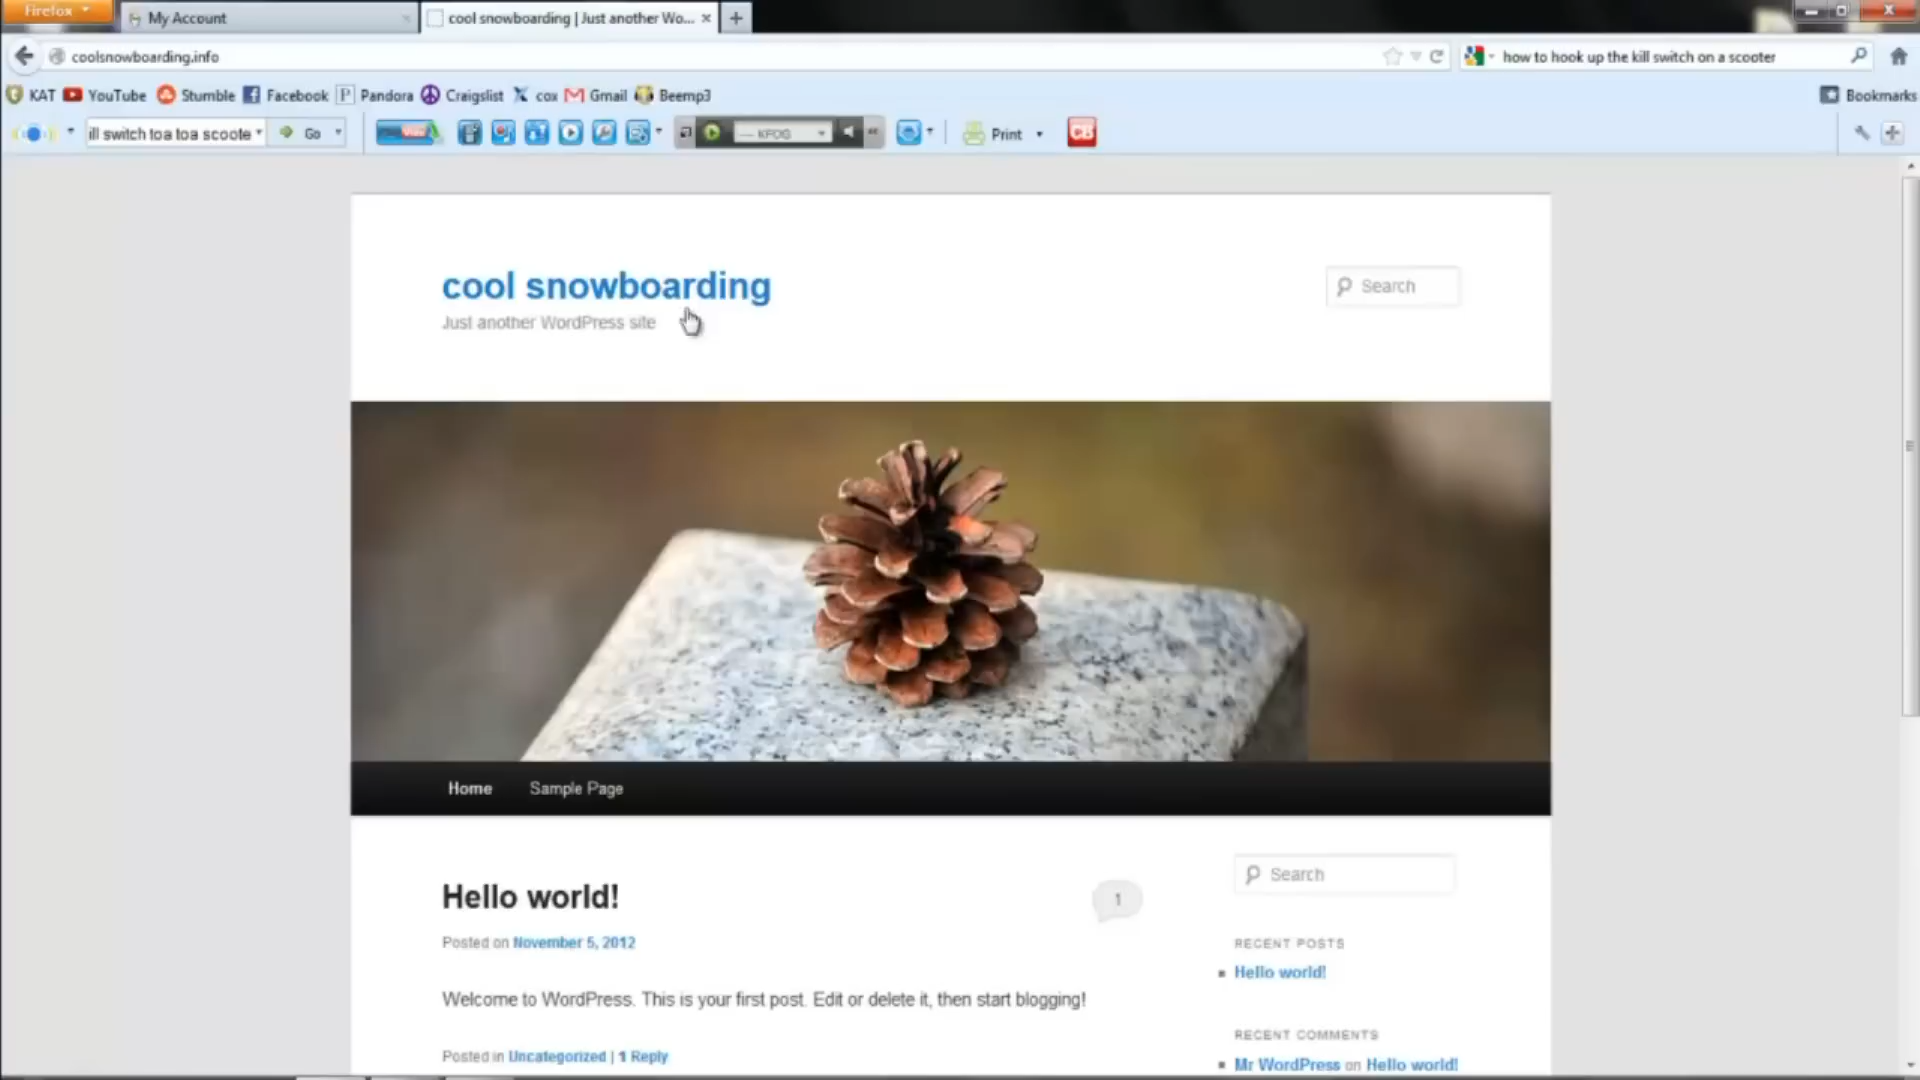 Firefox
My Account
cool snowboarding | Just another Wo...
coolsnowboarding.info
how to hook up the kill switch on a scooter
KAT YouTube Stumble Facebook Pandora Craigslist cox Gmail Beemp3
Bookmarks
ill switch toa toa scoote Go
KFOG
Print
CB
cool snowboarding
Just another WordPress site
Search
Home Sample Page
Hello world!
1
Search
Posted on November 5, 2012
RECENT POSTS
Hello world!
Welcome to WordPress. This is your first post. Edit or delete it, then start blogging!
RECENT COMMENTS
Posted in Uncategorized | 1 Reply
Mr WordPress on Hello world!